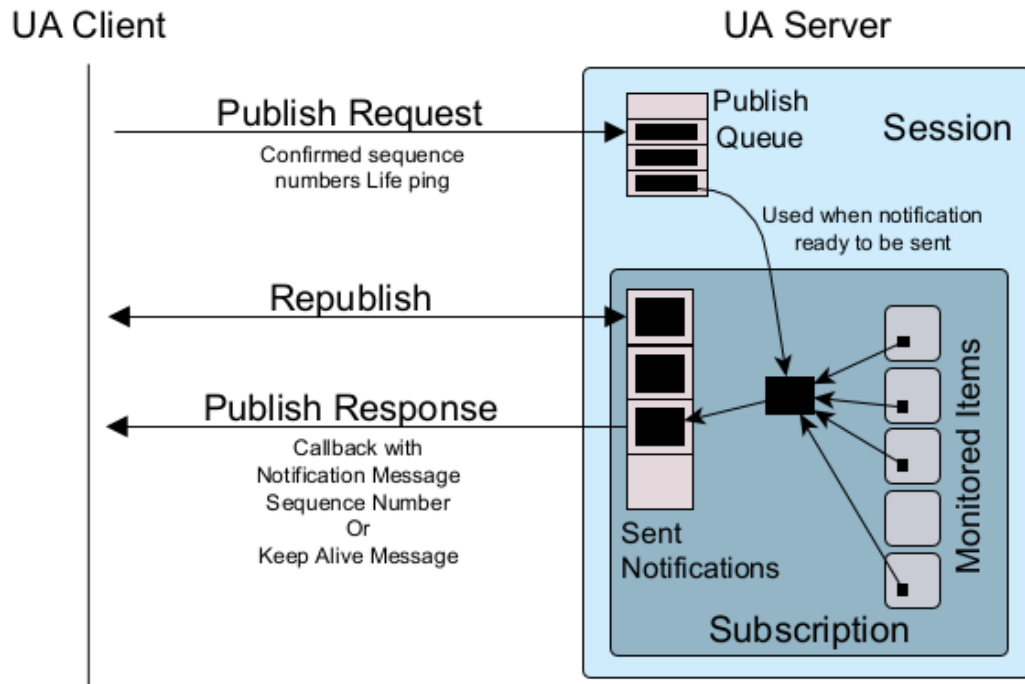 UA Client
UA Server
Publish Request
Confirmed sequence
numbers Life ping
Publish
Queue
Session
Used when notification
ready to be sent
Republish
Publish Response
Callback with
Notification Message
Sequence Number
Or
Keep Alive Message
Sent
Notifications
Monitored Items
Subscription